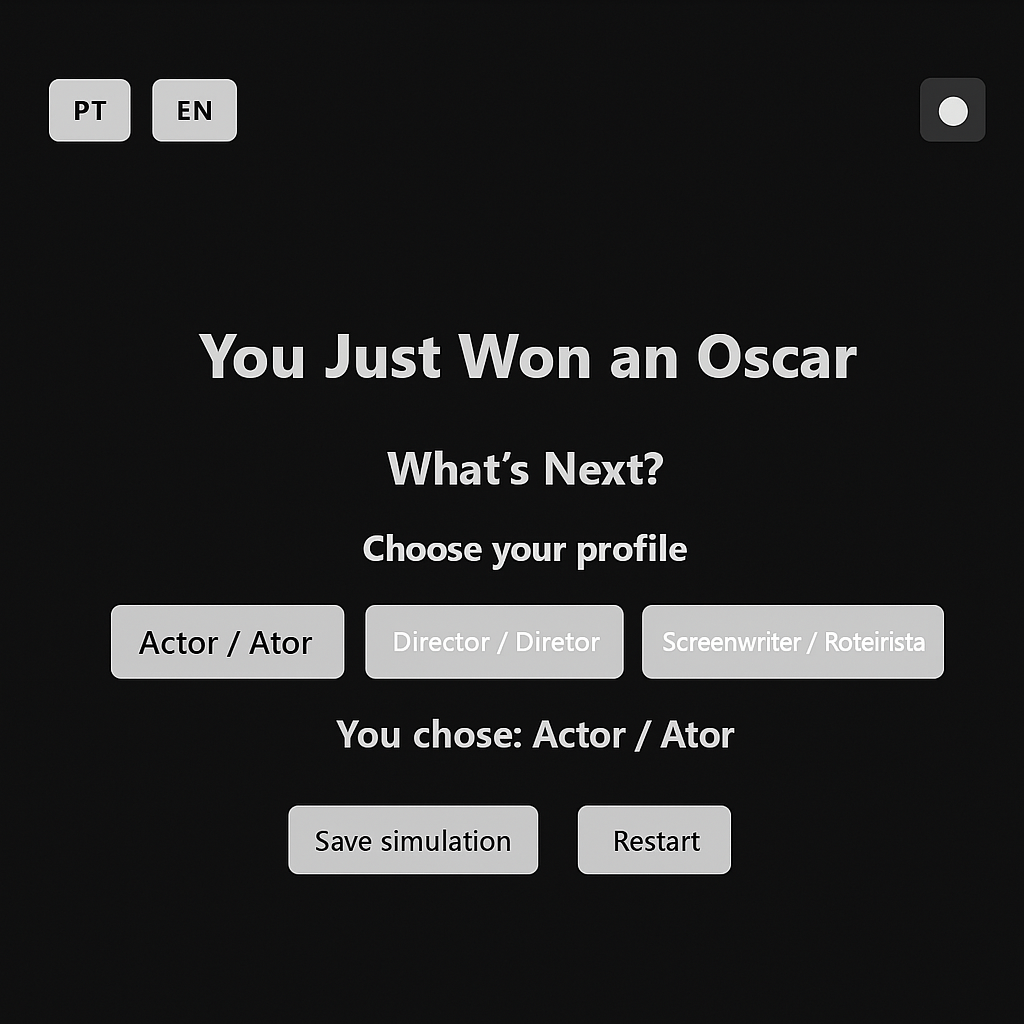 PT EN
You Just Won an Oscar
What’s Next?
Choose your profile
Actor / Ator Director / Diretor Screenwriter / Roteirista
You chose: Actor / Ator
Save simulation Restart